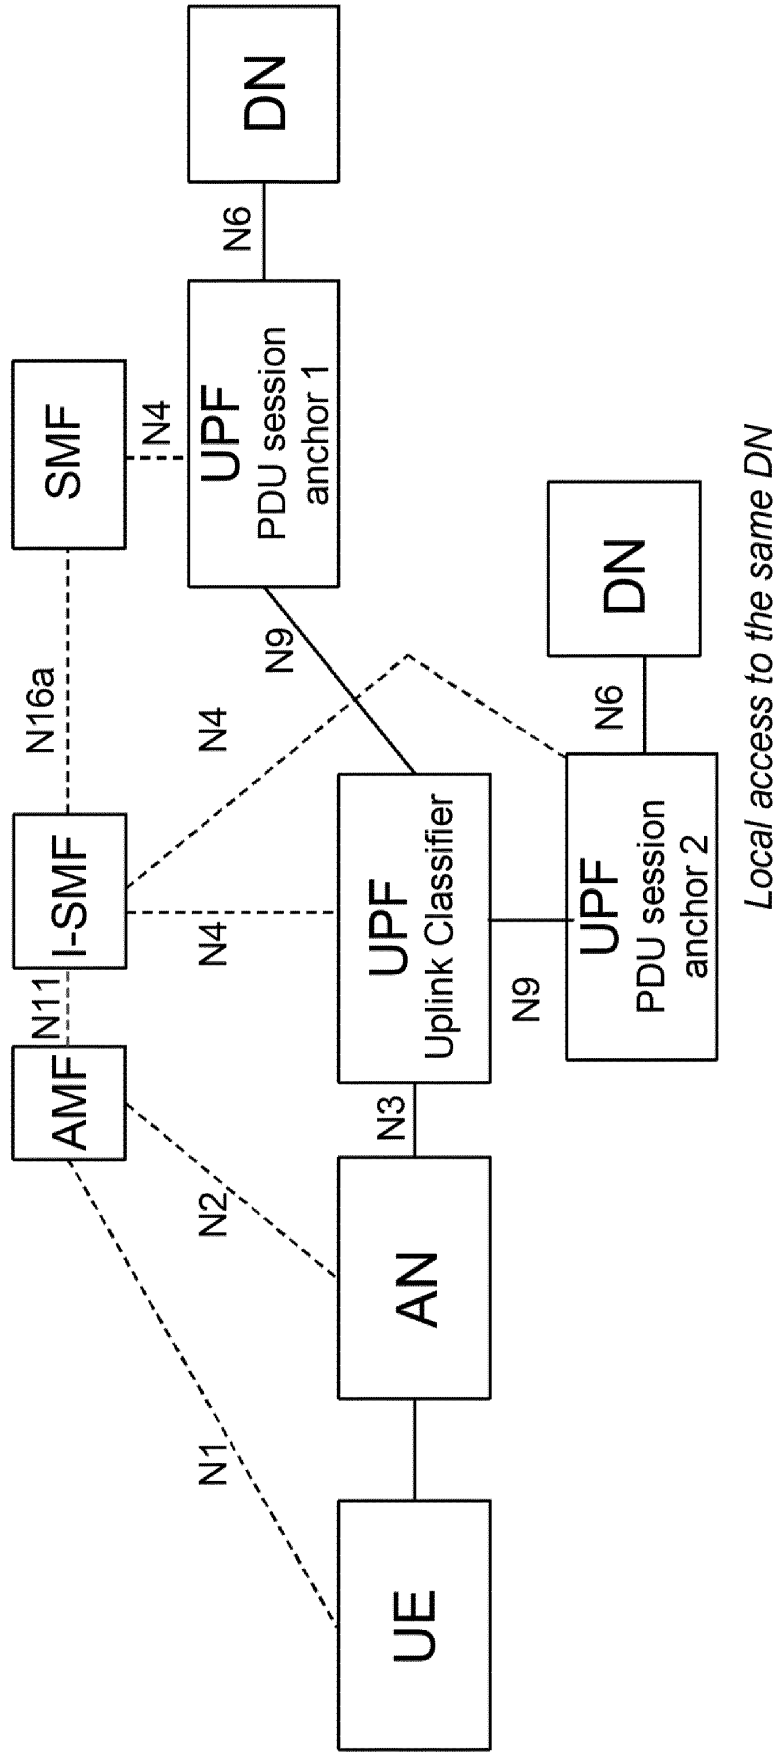 AMF
N11
I-SMF
N16a
SMF
N1
N2
N4
N4
N4
N9
UPF
PDU session
anchor 1
N6
DN
UE
AN
N3
UPF
Uplink Classifier
N9
UPF
PDU session
anchor 2
N6
DN
Local access to the same DN